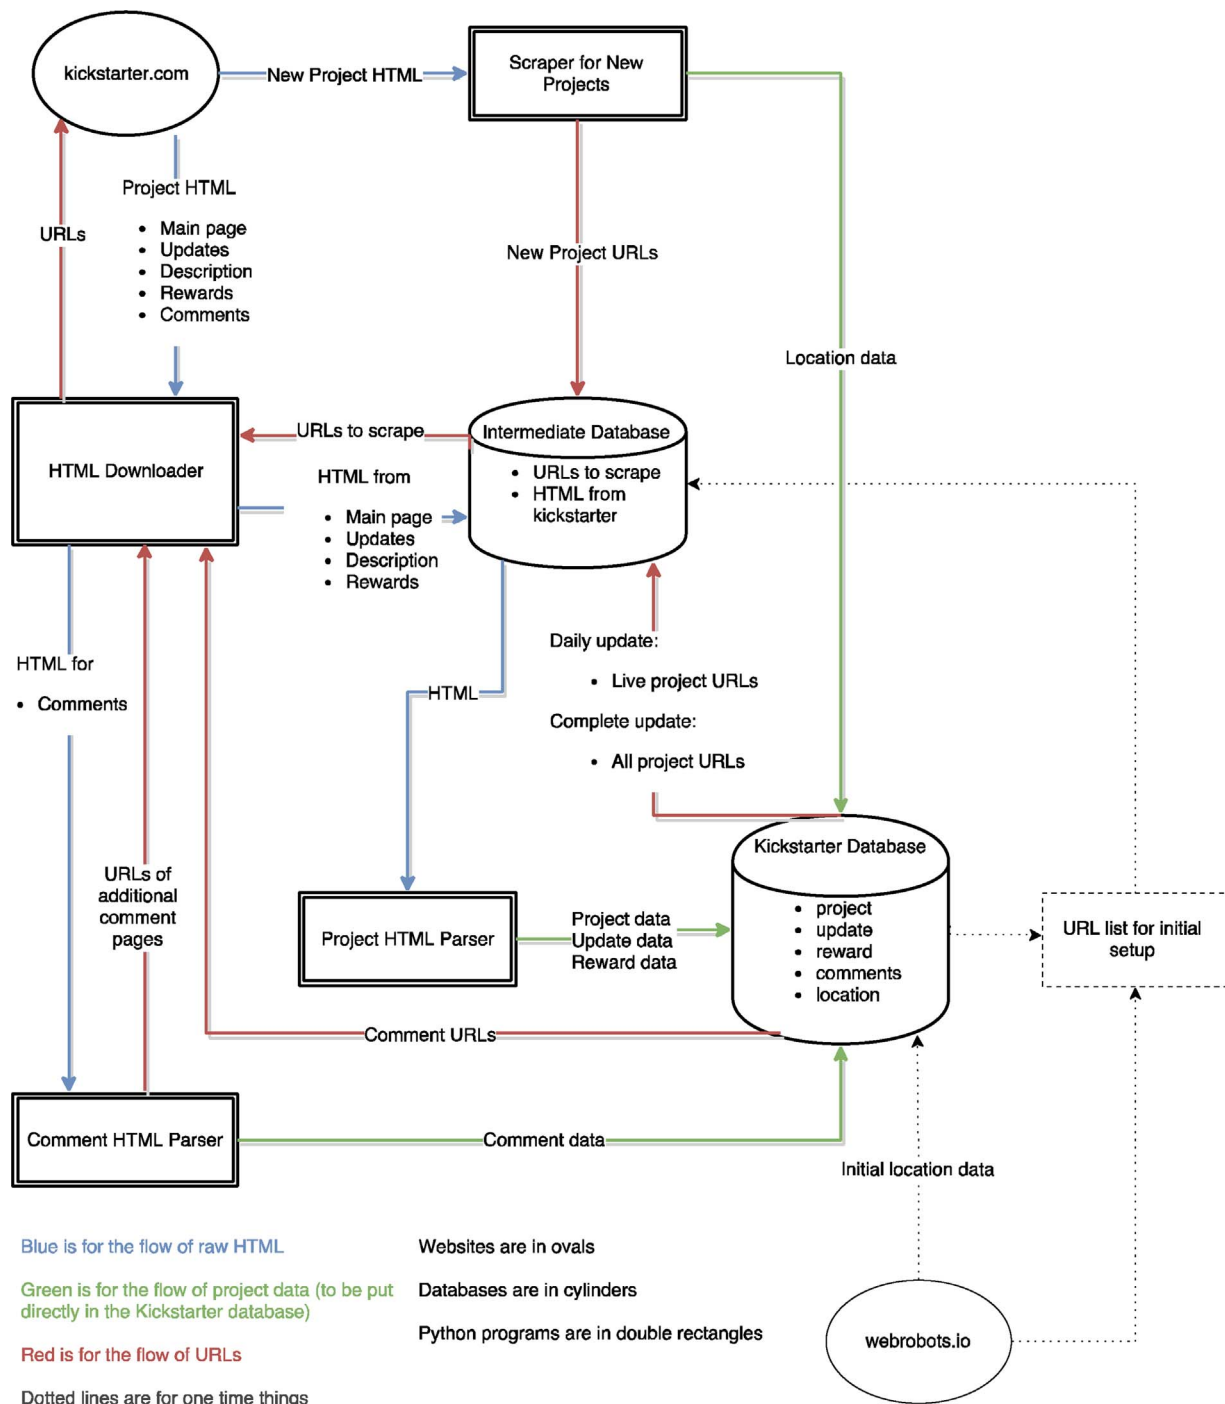 kickstarter.com
New Project HTML
Scraper for New
Projects
Project HTML
• Main page
• Updates
• Description
• Rewards
• Comments
URLs
New Project URLs
Location data
HTML Downloader
URLs to scrape
Intermediate Database
• URLs to scrape
• HTML from
kickstarter
HTML from
• Main page
• Updates
• Description
• Rewards
HTML for
• Comments
HTML
Daily update:
• Live project URLs
Complete update:
• All project URLs
URLs of
additional
comment
pages
Kickstarter Database
• project
• update
• reward
• comments
• location
Project HTML Parser
Project data
Update data
Reward data
URL list for initial
setup
Comment URLs
Comment HTML Parser
Comment data
Initial location data
webrobots.io
Blue is for the flow of raw HTML
Green is for the flow of project data (to be put
directly in the Kickstarter database)
Red is for the flow of URLs
Dotted lines are for one time things
Websites are in ovals
Databases are in cylinders
Python programs are in double rectangles